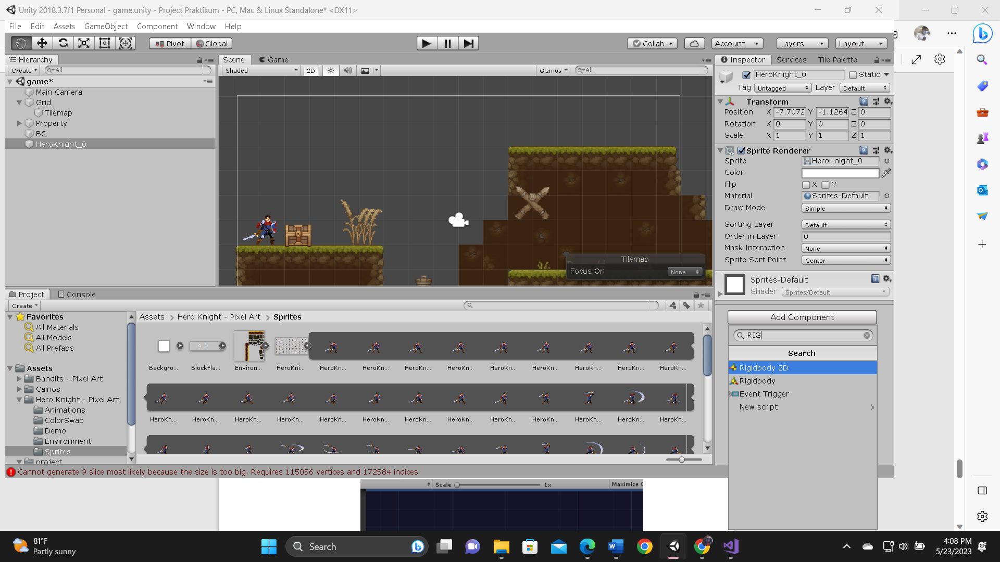 Unity 2018.3.7f1 Personal - game.unity - Project Praktikum - PC, Mac & Linux Standalone* <DX11>
File Edit Assets GameObject Component Window Help
Pivot Global Collab Account Layers Layout
Hierarchy
Create All
game*
Main Camera
Grid
Tilemap
Property
BG
HeroKnight_0
Scene Game
Shaded 2D Gizmos All
Tilemap
Focus On None
Inspector Services Tile Palette
HeroKnight_0 Static
Tag Untagged Layer Default
Transform
Position X -7.7072 Y -1.1264 Z 0
Rotation X 0 Y 0 Z 0
Scale X 1 Y 1 Z 1
Sprite Renderer
Sprite HeroKnight_0
Color
Flip X Y
Material Sprites-Default
Draw Mode Simple
Sorting Layer Default
Order in Layer 0
Mask Interaction None
Sprite Sort Point Center
Sprites-Default
Shader Sprites/Default
Add Component
RIG
Search
Rigidbody 2D
Rigidbody
Event Trigger
New script
Project Console
Create
Favorites
All Materials
All Models
All Prefabs
Assets
Bandits - Pixel Art
Cainos
Hero Knight - Pixel Art
Animations
ColorSwap
Demo
Environment
Sprites
project
Assets > Hero Knight - Pixel Art > Sprites
Backgro... BlockFla... Environ... HeroKni... HeroKn... HeroKn... HeroKn... HeroKn... HeroKn... HeroKn... HeroKn... HeroKn... HeroKn...
HeroKn... HeroKn... HeroKn... HeroKn... HeroKn... HeroKn... HeroKn... HeroKn... HeroKn... HeroKn... HeroKn... HeroKn... HeroKn...
Cannot generate 9 slice most likely because the size is too big. Requires 115056 vertices and 172584 indices
Scale 1x Maximize
81°F
Partly sunny
Search
4:08 PM
5/23/2023